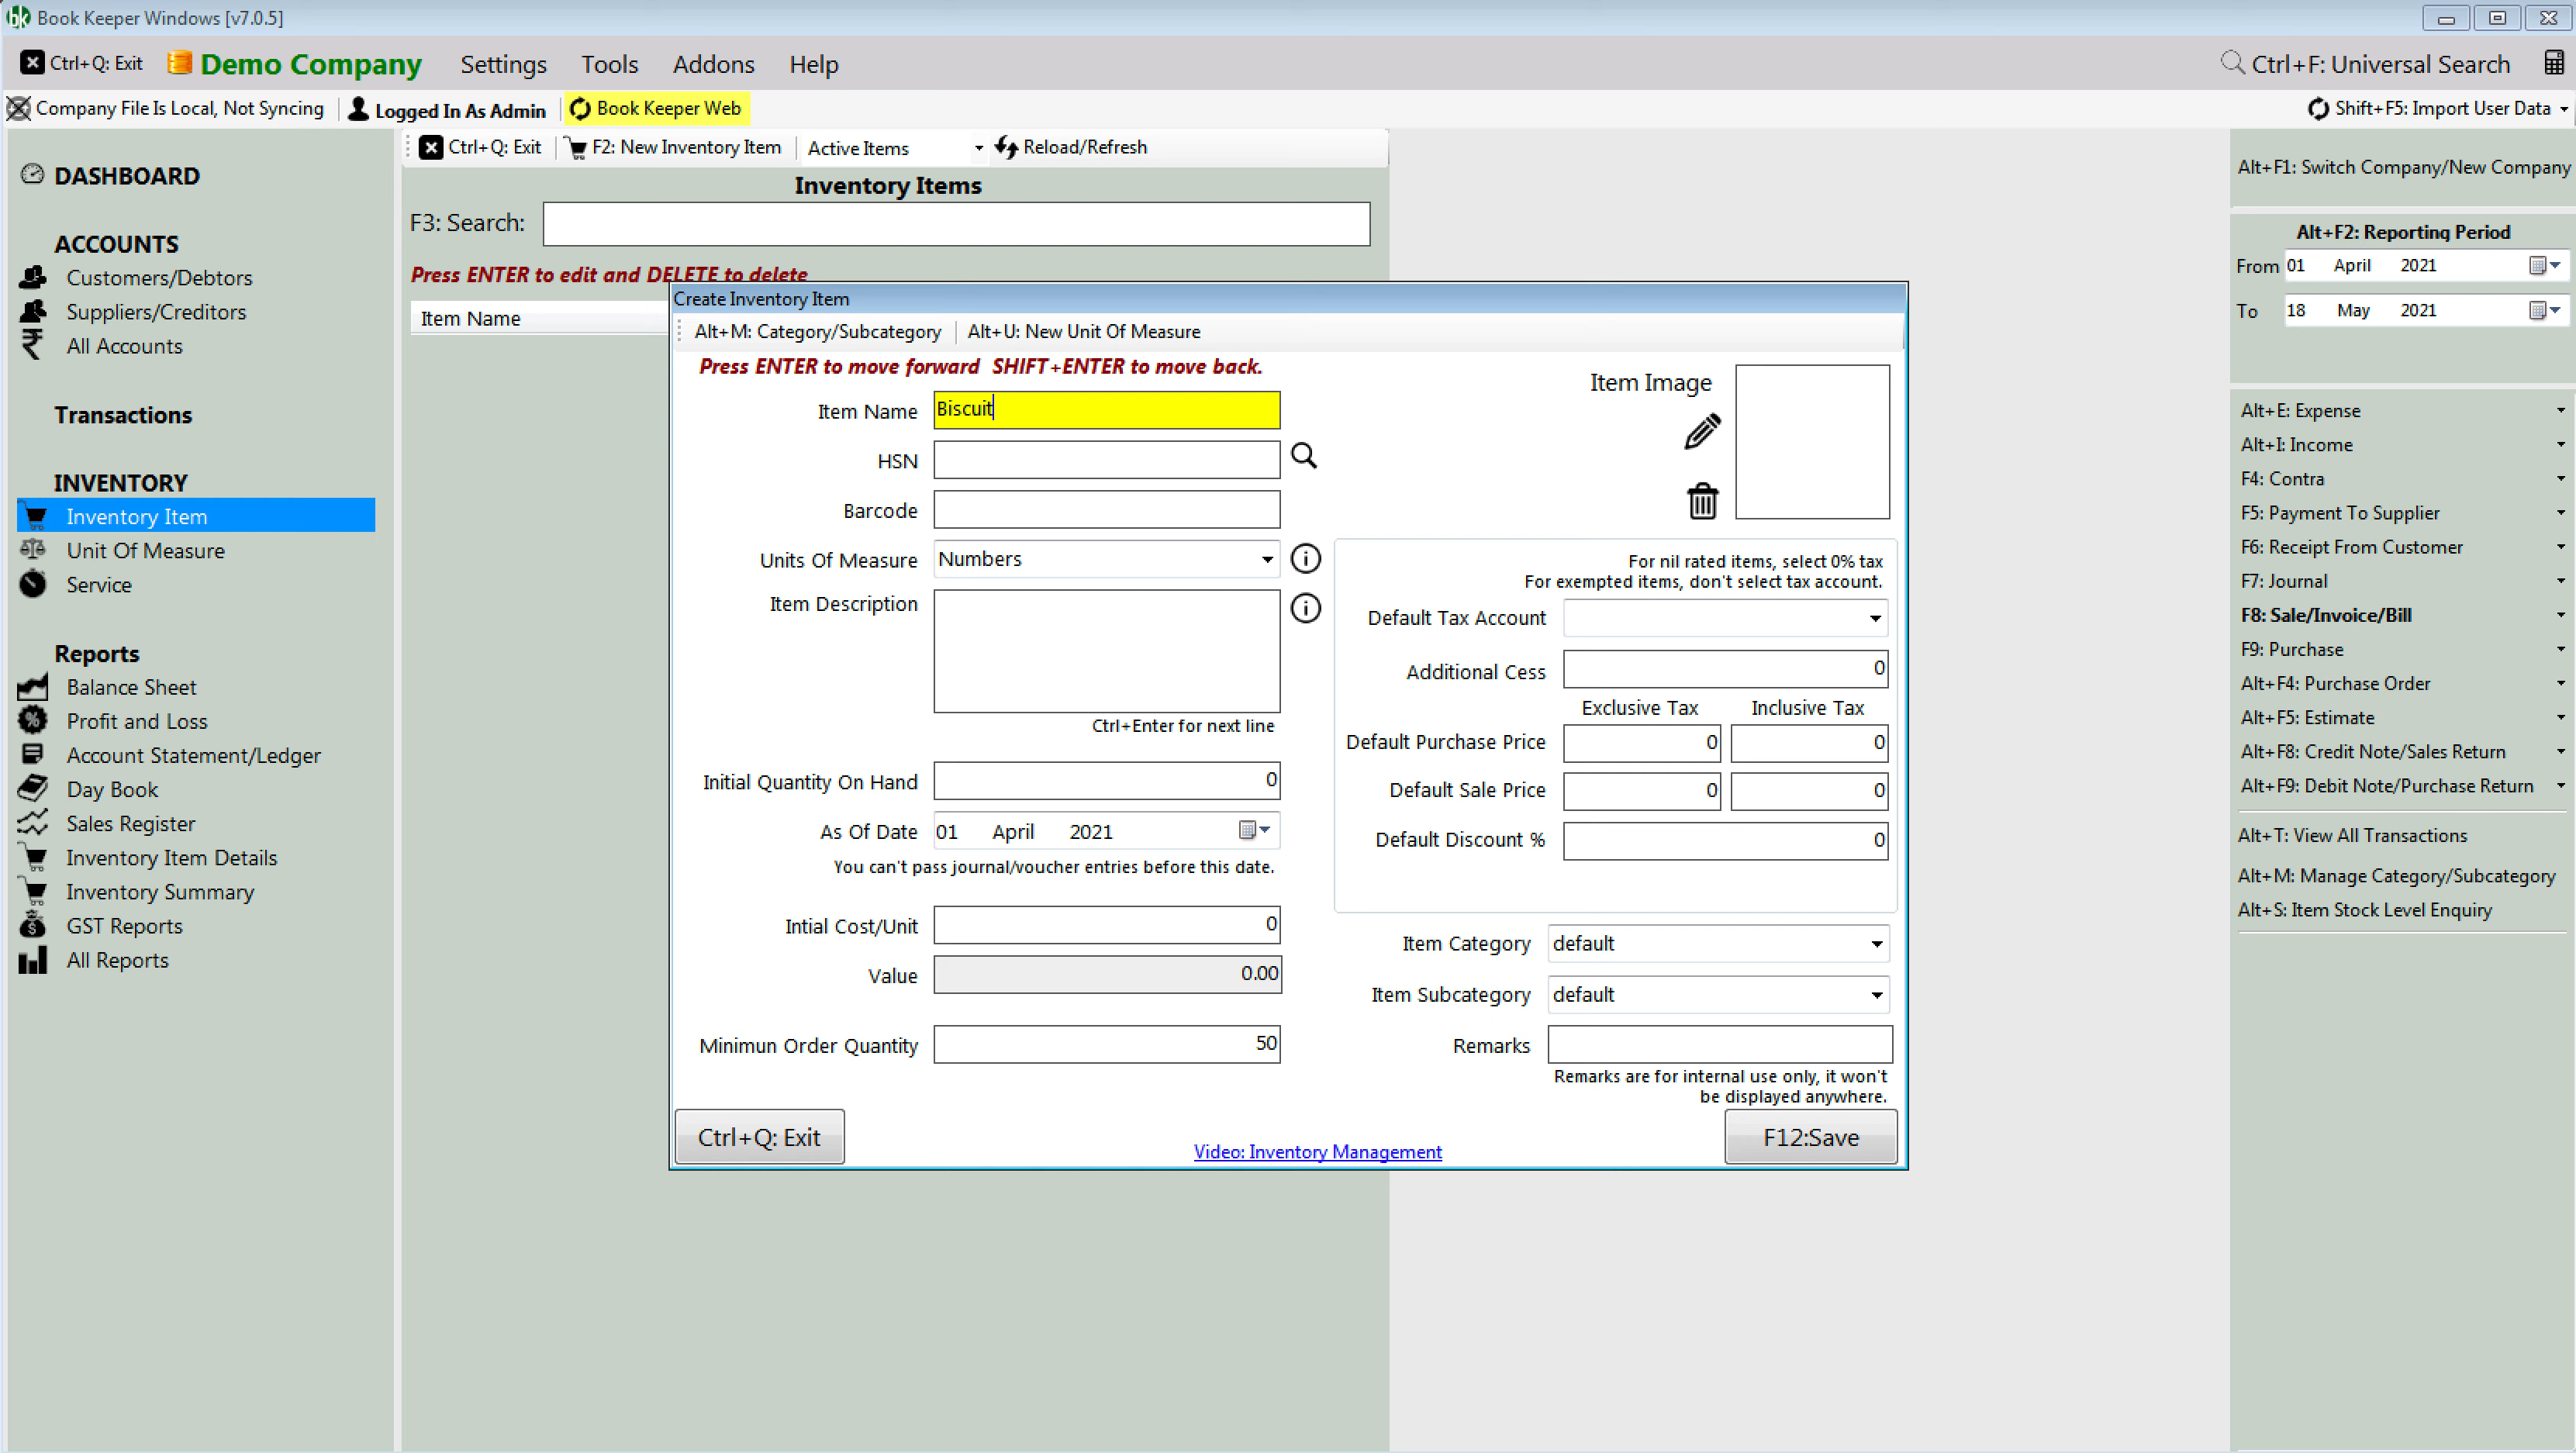 Book Keeper Windows [v7.0.5]
Ctrl+Q: Exit Demo Company Settings Tools Addons Help Ctrl+F: Universal Search
Company File Is Local, Not Syncing Logged In As Admin Book Keeper Web Shift+F5: Import User Data
DASHBOARD
ACCOUNTS
Customers/Debtors
Suppliers/Creditors
All Accounts
Transactions
INVENTORY
Inventory Item
Unit Of Measure
Service
Reports
Balance Sheet
Profit and Loss
Account Statement/Ledger
Day Book
Sales Register
Inventory Item Details
Inventory Summary
GST Reports
All Reports
Ctrl+Q: Exit F2: New Inventory Item Active Items Reload/Refresh
Inventory Items
F3: Search:
Press ENTER to edit and DELETE to delete
Item Name
Create Inventory Item
Alt+M: Category/Subcategory Alt+U: New Unit Of Measure
Press ENTER to move forward SHIFT+ENTER to move back.
Item Name Biscuit
HSN
Barcode
Units Of Measure Numbers
Item Description
Ctrl+Enter for next line
Initial Quantity On Hand 0
As Of Date 01 April 2021
You can't pass journal/voucher entries before this date.
Intial Cost/Unit 0
Value 0.00
Minimun Order Quantity 50
Item Image
For nil rated items, select 0% tax
For exempted items, don't select tax account.
Default Tax Account
Additional Cess 0
Exclusive Tax Inclusive Tax
Default Purchase Price 0 0
Default Sale Price 0 0
Default Discount % 0
Item Category default
Item Subcategory default
Remarks
Remarks are for internal use only, it won't
be displayed anywhere.
Ctrl+Q: Exit Video: Inventory Management F12:Save
Alt+F1: Switch Company/New Company
Alt+F2: Reporting Period
From 01 April 2021
To 18 May 2021
Alt+E: Expense
Alt+I: Income
F4: Contra
F5: Payment To Supplier
F6: Receipt From Customer
F7: Journal
F8: Sale/Invoice/Bill
F9: Purchase
Alt+F4: Purchase Order
Alt+F5: Estimate
Alt+F8: Credit Note/Sales Return
Alt+F9: Debit Note/Purchase Return
Alt+T: View All Transactions
Alt+M: Manage Category/Subcategory
Alt+S: Item Stock Level Enquiry